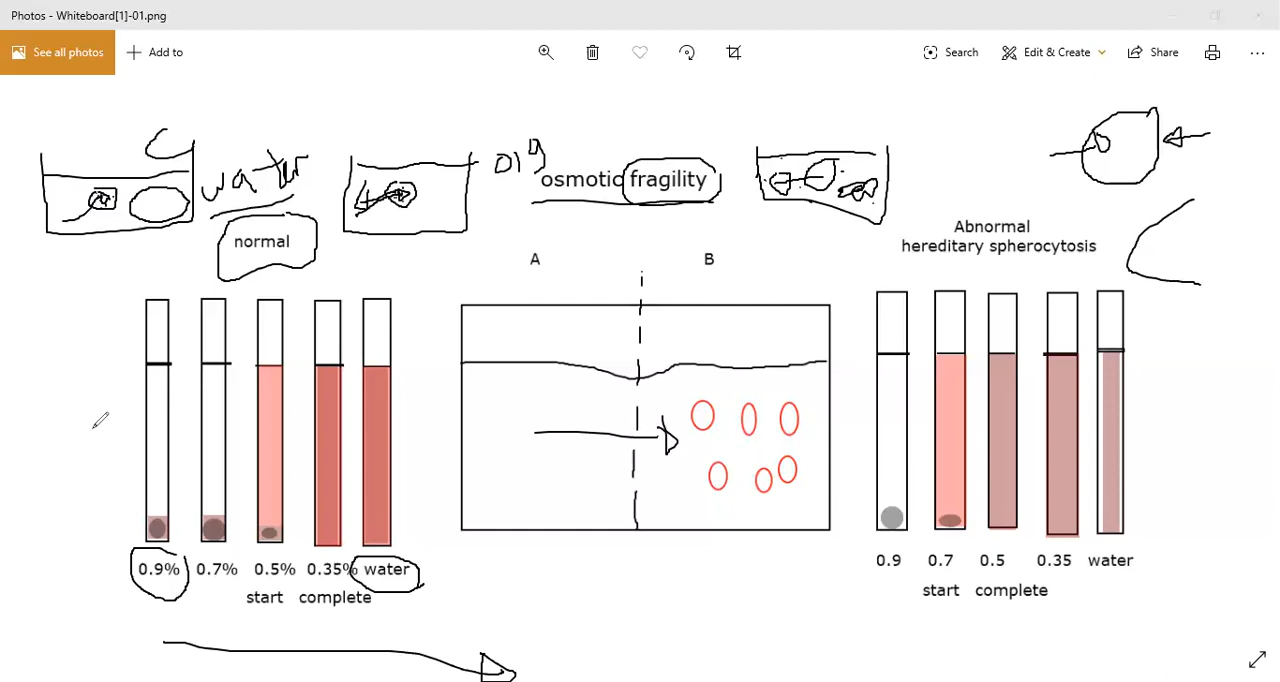 Photos - Whiteboard[1]-01.png
See all photos
Add to
Search
Edit & Create
Share
water
osmotic fragility
normal
Abnormal
hereditary spherocytosis
A
B
0.9% 0.7% 0.5% 0.35% water
start complete
0.9 0.7 0.5 0.35 water
start complete